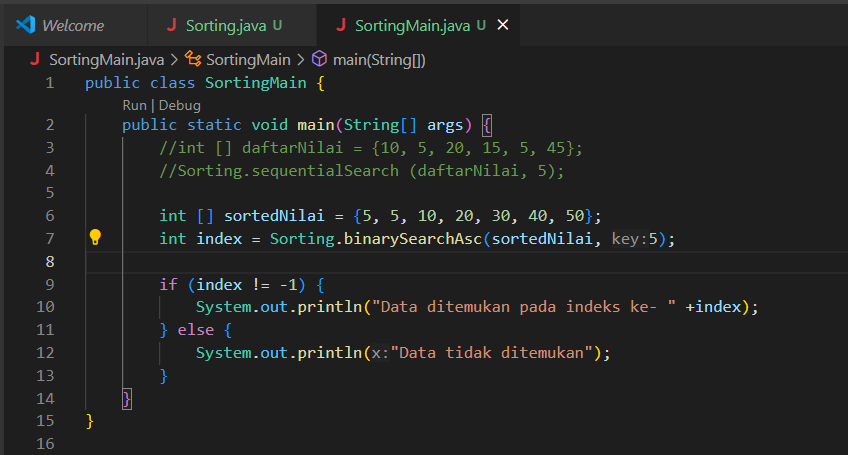 Welcome Sorting.java U SortingMain.java U
SortingMain.java > SortingMain > main(String[])
1 public class SortingMain {
Run | Debug
2 public static void main(String[] args) {
3 //int [] daftarNilai = {10, 5, 20, 15, 5, 45};
4 //Sorting.sequentialSearch (daftarNilai, 5);
5
6 int [] sortedNilai = {5, 5, 10, 20, 30, 40, 50};
7 int index = Sorting.binarySearchAsc(sortedNilai, key:5);
8
9 if (index != -1) {
10 System.out.println("Data ditemukan pada indeks ke- " +index);
11 } else {
12 System.out.println(x:"Data tidak ditemukan");
13 }
14 }
15 }
16